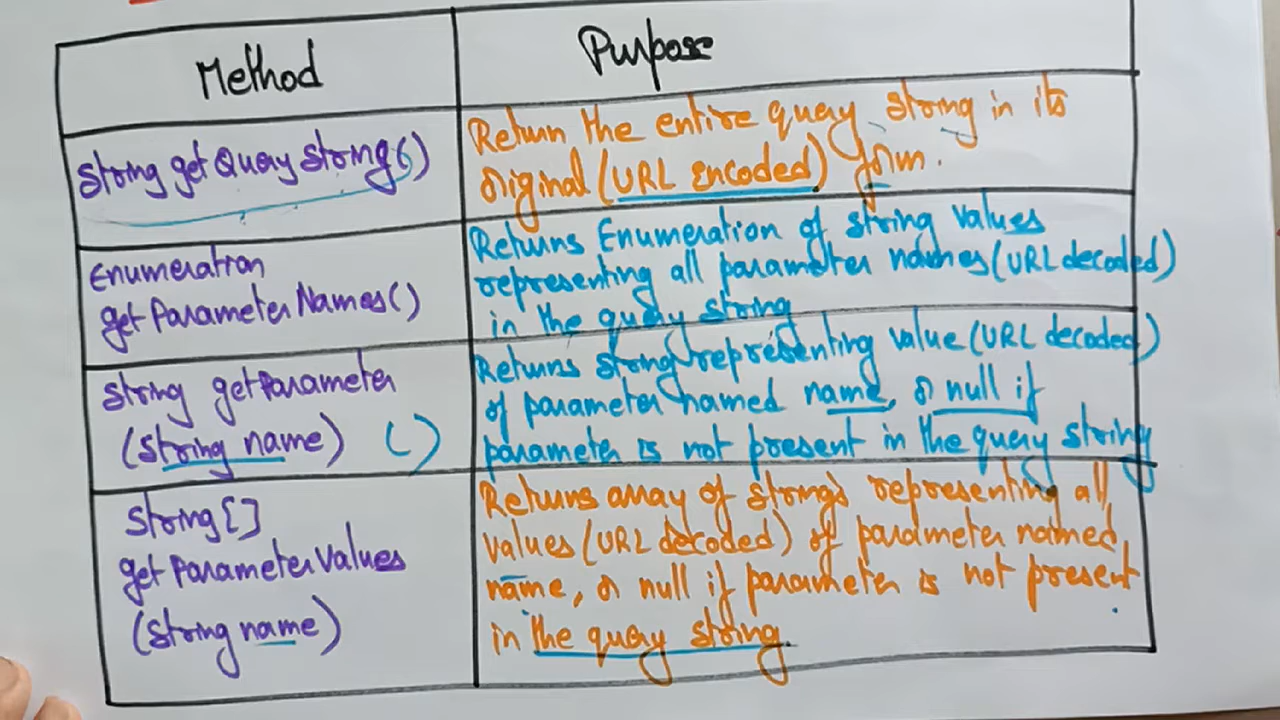 Method
Purpose
String getQueryString()
Return the entire query string in its
original (URL Encoded) form.
Enumeration
getParameterNames()
Returns Enumeration of string values
representing all parameter names (URL decoded)
in the query string
String getParameter
(String name) ( )
Returns string representing value (URL decoded)
of parameter named name, or null if
parameter is not present in the query string
String[]
getParameterValues
(String name)
Returns array of strings representing all
values (URL decoded) of parameter named
name, or null if parameter is not present
in the query string.